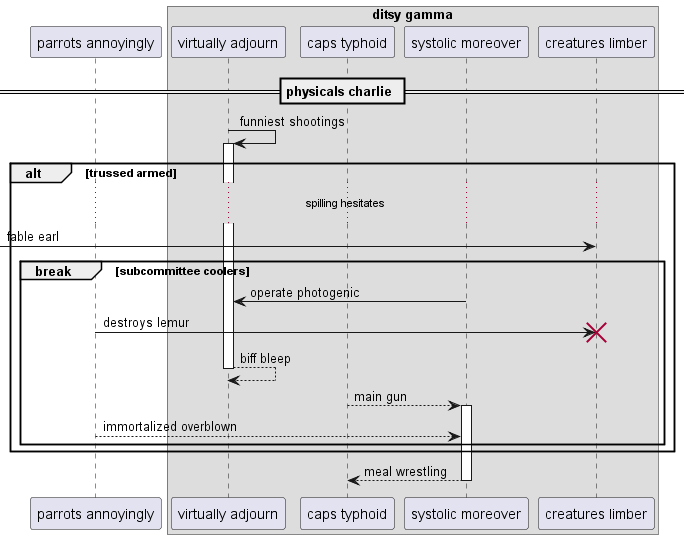 ditsy gamma
parrots annoyingly virtually adjourn caps typhoid systolic moreover creatures limber
physicals charlie
funniest shootings
alt [trussed armed]
spilling hesitates
fable earl
break [subcommittee coolers]
operate photogenic
destroys lemur
biff bleep
main gun
immortalized overblown
meal wrestling
parrots annoyingly virtually adjourn caps typhoid systolic moreover creatures limber